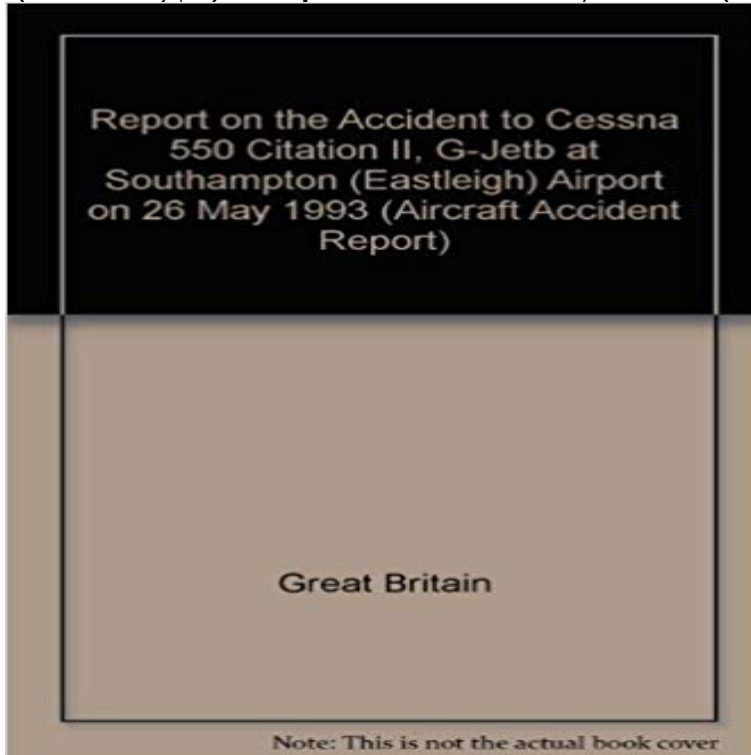 Report on the Accident to Cessna
550 Citation II, G-Jetb at
Southampton (Eastleigh) Airport
on 26 May 1993 (Aircraft Accident
Report)
Great Britain
Note: This is not the actual book cover